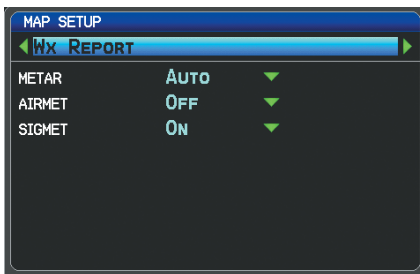 MAP SETUP
WX REPORT
METAR AUTO
AIRMET OFF
SIGMET ON